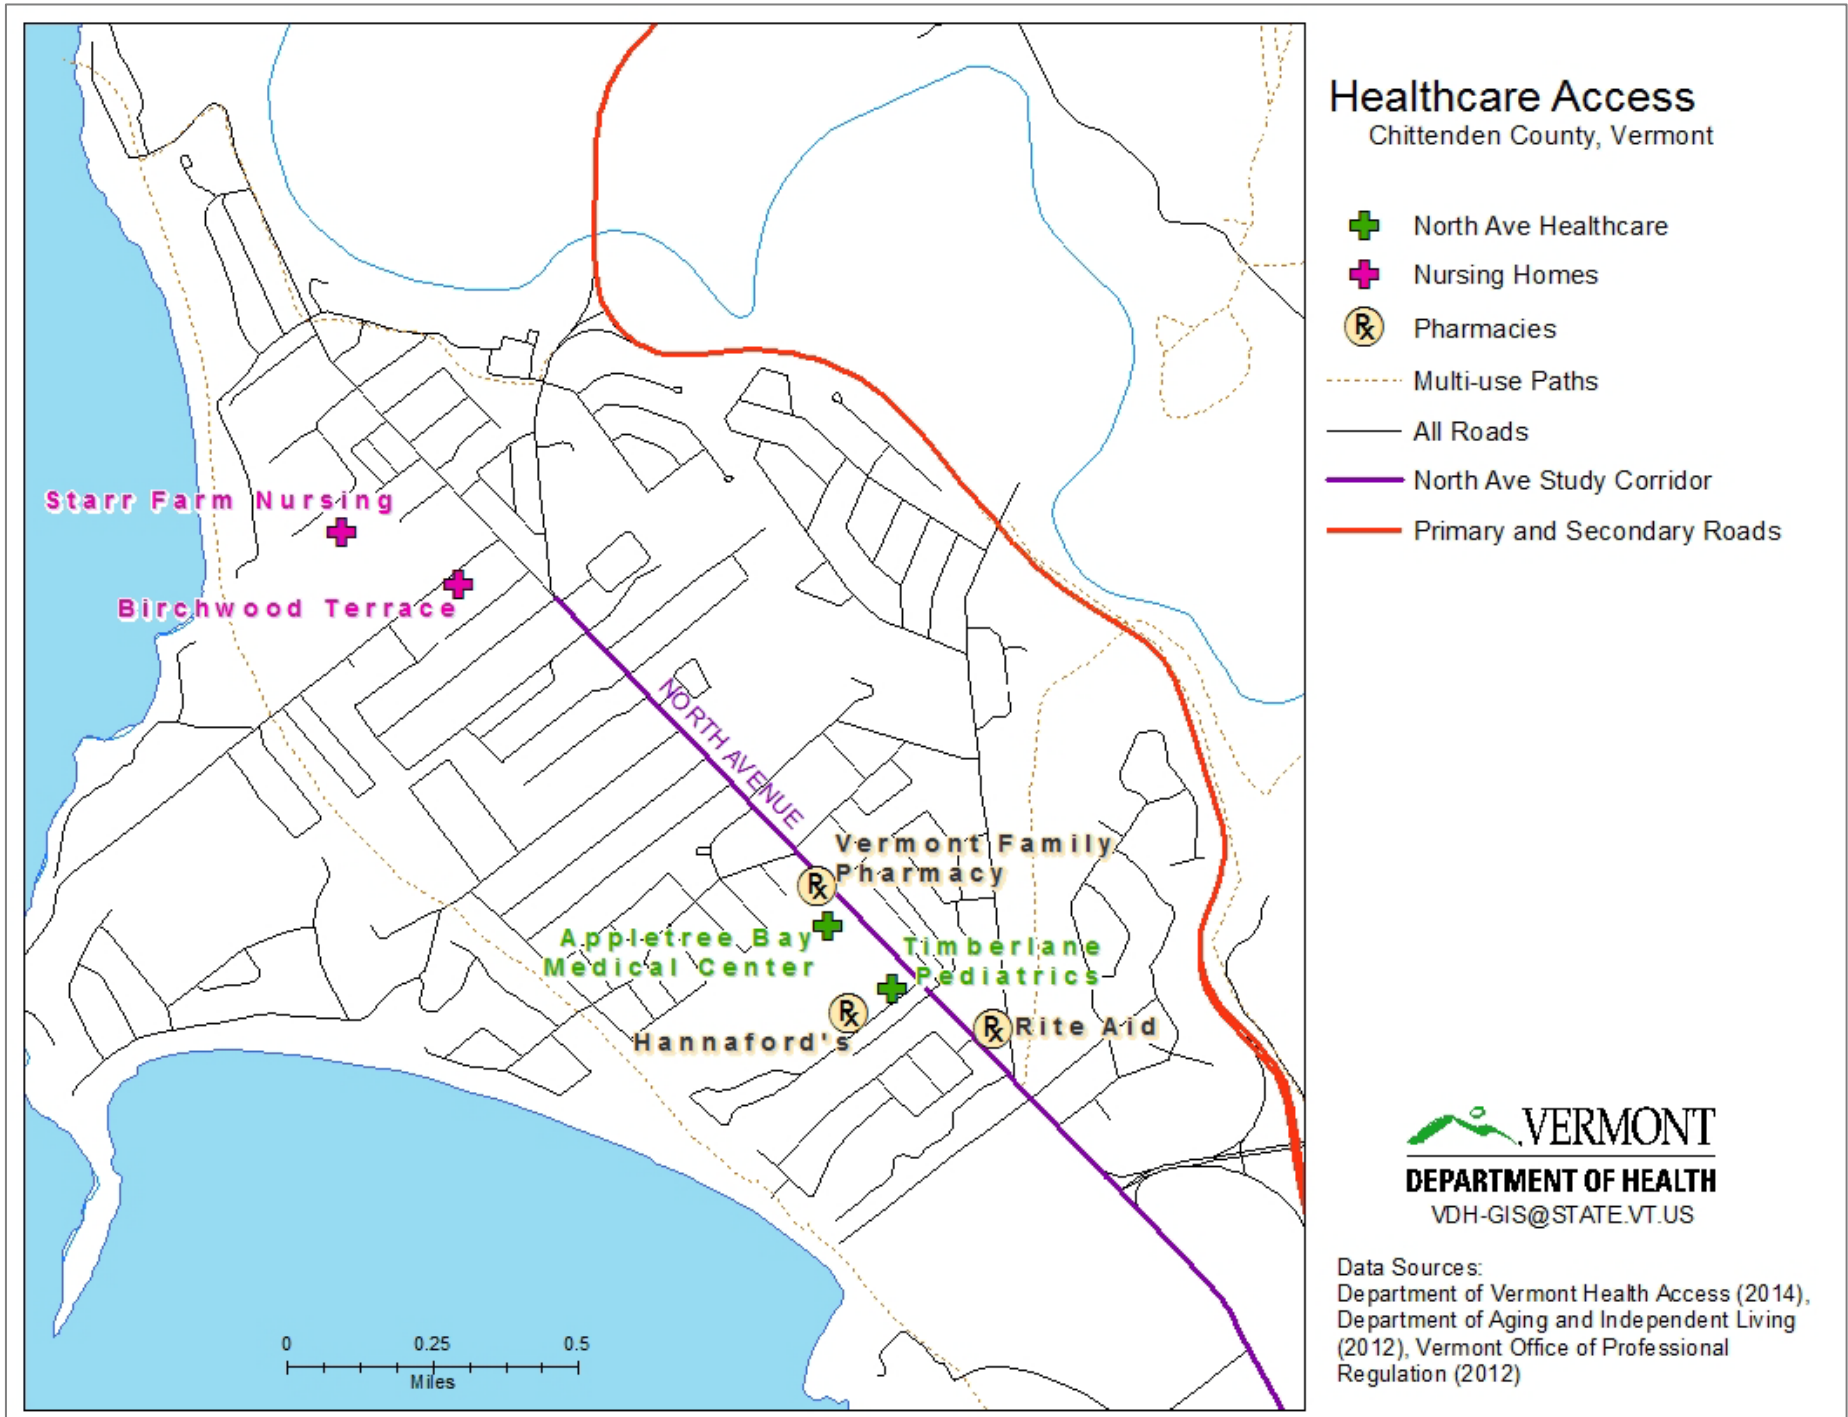 Healthcare Access
Chittenden County, Vermont
North Ave Healthcare
Nursing Homes
Rx
Pharmacies
Multi-use Paths
All Roads
North Ave Study Corridor
Primary and Secondary Roads
Starr Farm Nursing
Birchwood Terrace
NORTH AVENUE
Vermont Family
Pharmacy
Rx
Appletree Bay
Medical Center
Timberlane
Pediatrics
Rx
Hannaford's
Rx
Rite Aid
0 0.25 0.5
Miles
VERMONT
DEPARTMENT OF HEALTH
VDH-GIS@STATE.VT.US
Data Sources:
Department of Vermont Health Access (2014),
Department of Aging and Independent Living
(2012), Vermont Office of Professional
Regulation (2012)